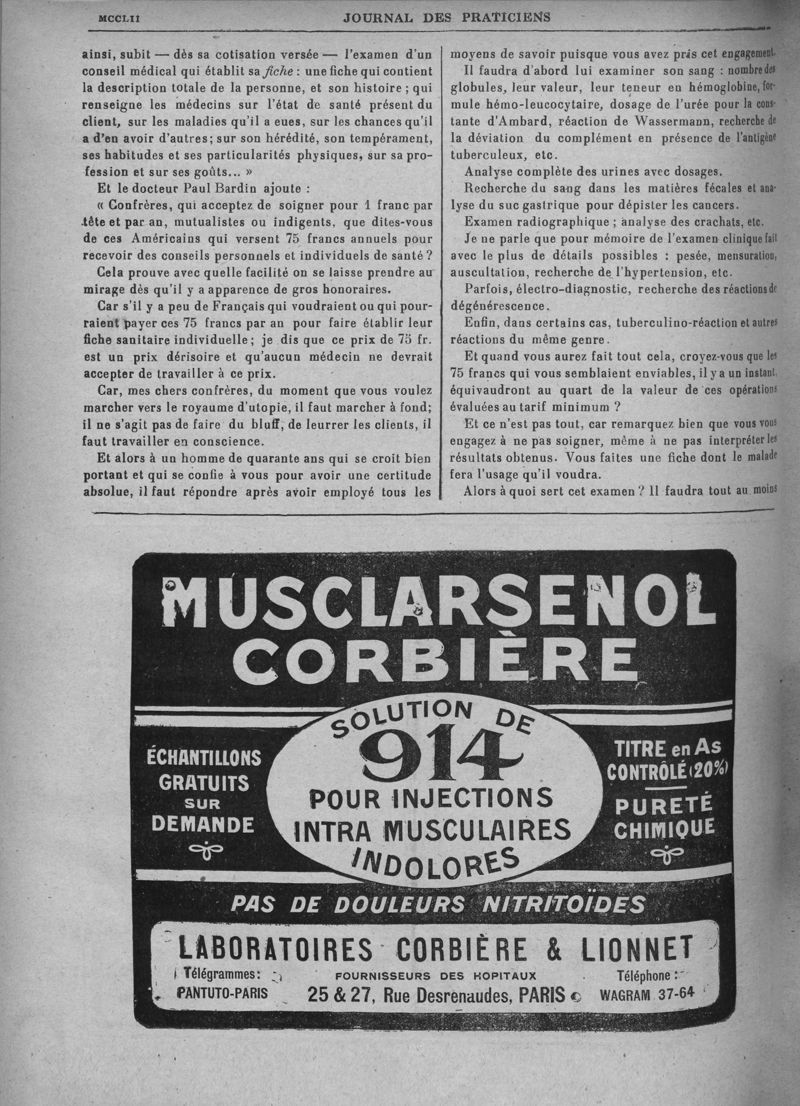 MCCLII
JOURNAL DES PRATICIENS
ainsi, subit — dès sa cotisation versée — l'examen d'un
conseil médical qui établit sa fiche : une fiche qui contient
la description totale de la personne, et son histoire ; qui
renseigne les médecins sur l'état de santé présent du
client, sur les maladies qu'il a eues, sur les chances qu'il
a d'en avoir d'autres ; sur son hérédité, son tempérament,
ses habitudes et ses particularités physiques, sur sa pro-
fession et sur ses goûts... »
Et le docteur Paul Bardin ajoute :
« Confrères, qui acceptez de soigner pour 1 franc par
tête et par an, mutualistes ou indigents, que dites-vous
de ces Américains qui versent 75 francs annuels pour
recevoir des conseils personnels et individuels de santé ?
Cela prouve avec quelle facilité on se laisse prendre au
mirage dès qu'il y a apparence de gros honoraires.
Car s'il y a peu de Français qui voudraient ou qui pour-
raient payer ces 75 francs par an pour faire établir leur
fiche sanitaire individuelle ; je dis que ce prix de 75 fr.
est un prix dérisoire et qu'aucun médecin ne devrait
accepter de travailler à ce prix.
Car, mes chers confrères, du moment que vous voulez
marcher vers le royaume d'utopie, il faut marcher à fond ;
il ne s'agit pas de faire du bluff, de leurrer les clients, il
faut travailler en conscience.
Et alors à un homme de quarante ans qui se croit bien
portant et qui se confie à vous pour avoir une certitude
absolue, il faut répondre après avoir employé tous les
moyens de savoir puisque vous avez pris cet engagement.
Il faudra d'abord lui examiner son sang : nombre des
globules, leur valeur, leur teneur en hémoglobine, for-
mule hémo-leucocytaire, dosage de l'urée pour la cons-
tante d'Ambard, réaction de Wassermann, recherche de
la déviation du complément en présence de l'antigène
tuberculeux, etc.
Analyse complète des urines avec dosages.
Recherche du sang dans les matières fécales et ana-
lyse du suc gastrique pour dépister les cancers.
Examen radiographique ; analyse des crachats, etc.
Je ne parle que pour mémoire de l'examen clinique fait
avec le plus de détails possibles : pesée, mensuration,
auscultation, recherche de l'hypertension, etc.
Parfois, électro-diagnostic, recherche des réactions de
dégénérescence.
Enfin, dans certains cas, tuberculino-réaction et autres
réactions du même genre.
Et quand vous aurez fait tout cela, croyez-vous que les
75 francs qui vous semblaient enviables, il y a un instant,
équivaudront au quart de la valeur de ces opérations
évaluées au tarif minimum ?
Et ce n'est pas tout, car remarquez bien que vous vous
engagez à ne pas soigner, même à ne pas interpréter les
résultats obtenus. Vous faites une fiche dont le malade
fera l'usage qu'il voudra.
Alors à quoi sert cet examen ? Il faudra tout au moins
MUSCLARSENOL
CORBIÈRE
SOLUTION DE
914
POUR INJECTIONS
INTRA MUSCULAIRES
INDOLORES
ÉCHANTILLONS
GRATUITS
SUR
DEMANDE
TITRE en As
CONTRÔLÉ (20%)
PURETÉ
CHIMIQUE
PAS DE DOULEURS NITRITOÏDES
LABORATOIRES CORBIÈRE & LIONNET
Télégrammes :
PANTUTO-PARIS
FOURNISSEURS DES HOPITAUX
25 & 27, Rue Desrenaudes, PARIS
Téléphone :
WAGRAM 37-64